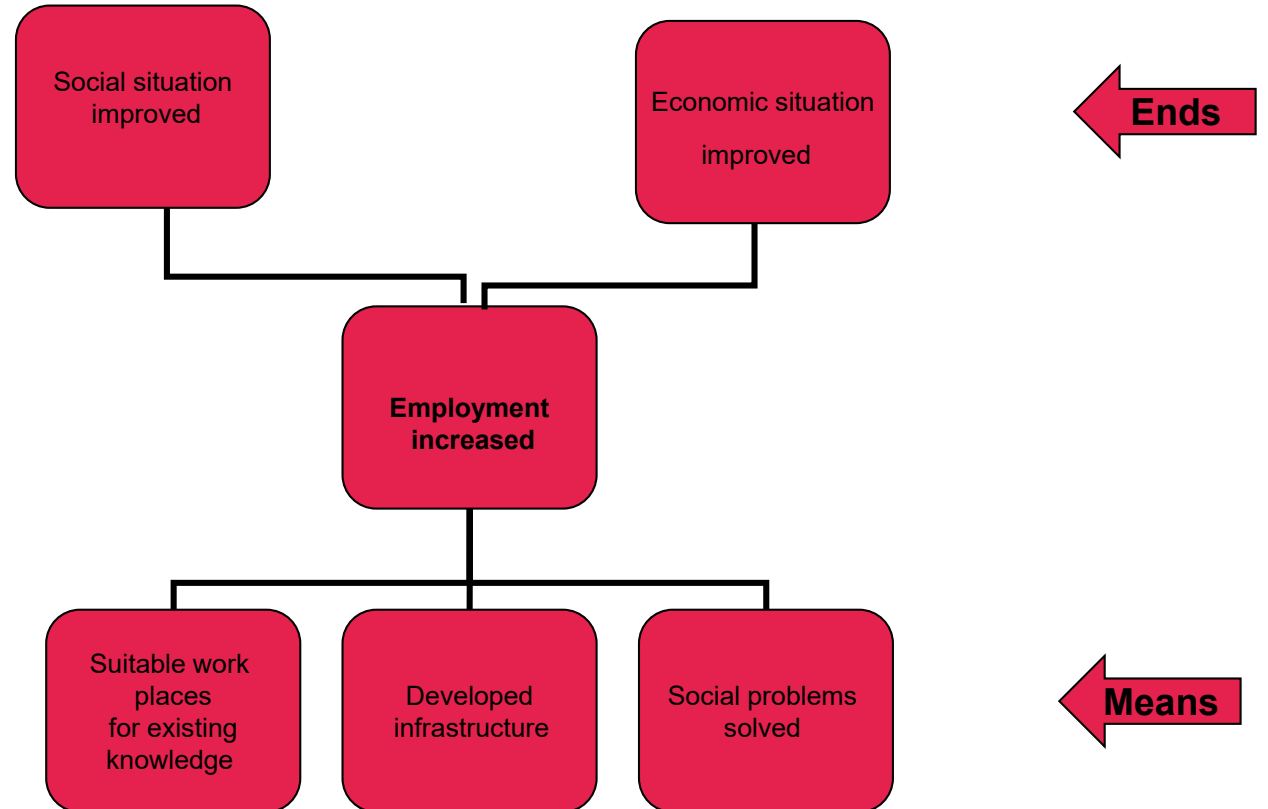 Social situation
improved
Economic situation
improved
Ends
Employment
increased
Suitable work
places
for existing
knowledge
Developed
infrastructure
Social problems
solved
Means